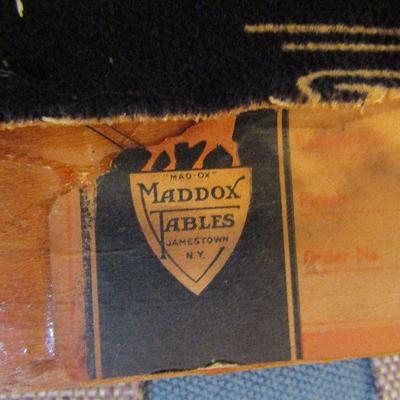 "MAD-OX"
MADDOX
TABLES
JAMESTOWN
N.Y.
Finish
Order No